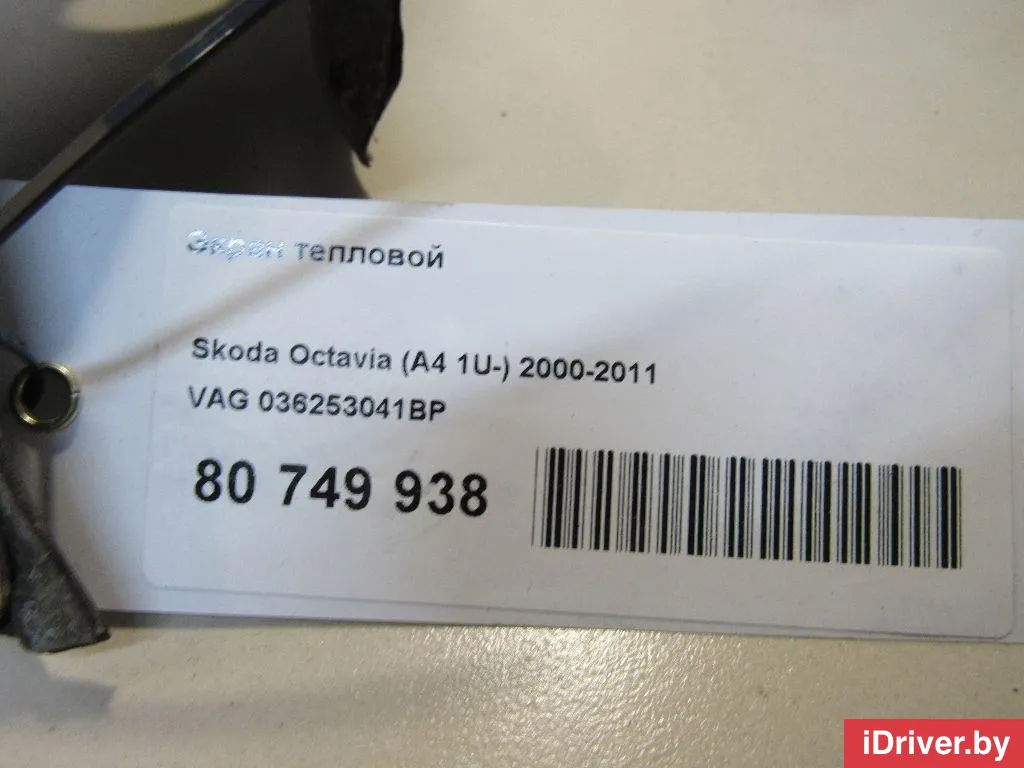 Экран тепловой
Skoda Octavia (A4 1U-) 2000-2011
VAG 036253041BP
80 749 938
iDriver.by